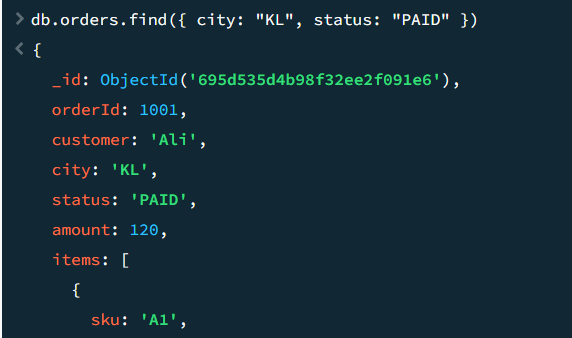 > db.orders.find({ city: "KL", status: "PAID" })
< {
_id: ObjectId('695d535d4b98f32ee2f091e6'),
orderId: 1001,
customer: 'Ali',
city: 'KL',
status: 'PAID',
amount: 120,
items: [
{
sku: 'A1',